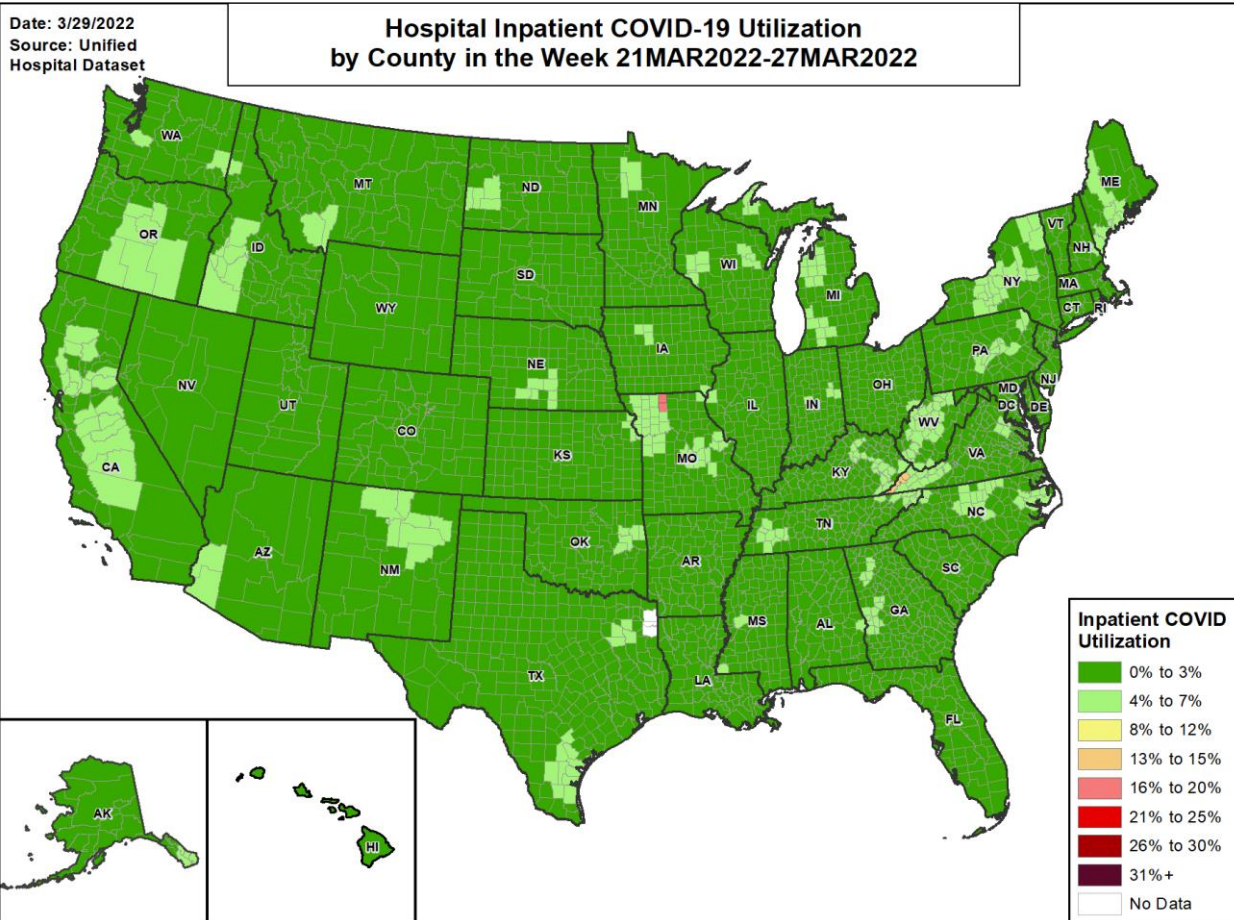 Date: 3/29/2022
Source: Unified
Hospital Dataset
Hospital Inpatient COVID-19 Utilization
by County in the Week 21MAR2022-27MAR2022
WA
MT
ND
MN
ME
OR
ID
SD
WI
MI
VT
NH
NY
MA
CT
RI
WY
IA
NE
PA
NJ
NV
UT
CO
KS
IL
IN
OH
MD
DC
DE
WV
VA
CA
MO
KY
NC
TN
AZ
NM
OK
AR
SC
MS
AL
GA
TX
LA
FL
AK
HI
Inpatient COVID
Utilization
0% to 3%
4% to 7%
8% to 12%
13% to 15%
16% to 20%
21% to 25%
26% to 30%
31%+
No Data